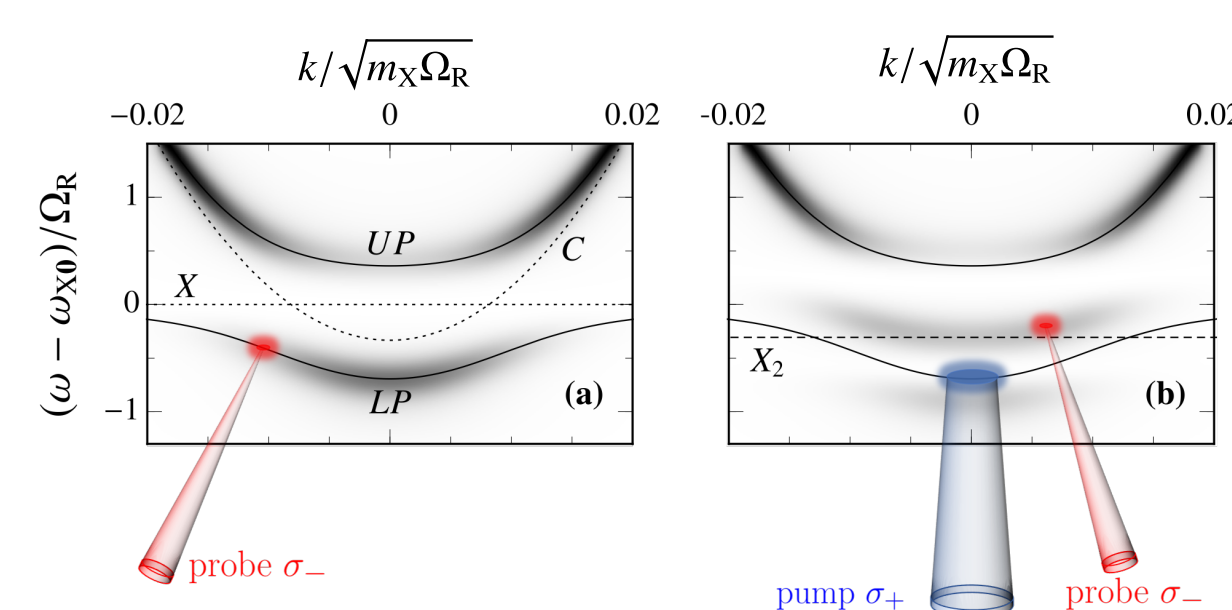 k/√m_XΩ_R
k/√m_XΩ_R
−0.02 0 0.02
-0.02 0 0.02
(ω − ω_X0)/Ω_R
1
0
−1
UP
C
X
LP
(a)
X_2
(b)
probe σ_−
pump σ_+
probe σ_−